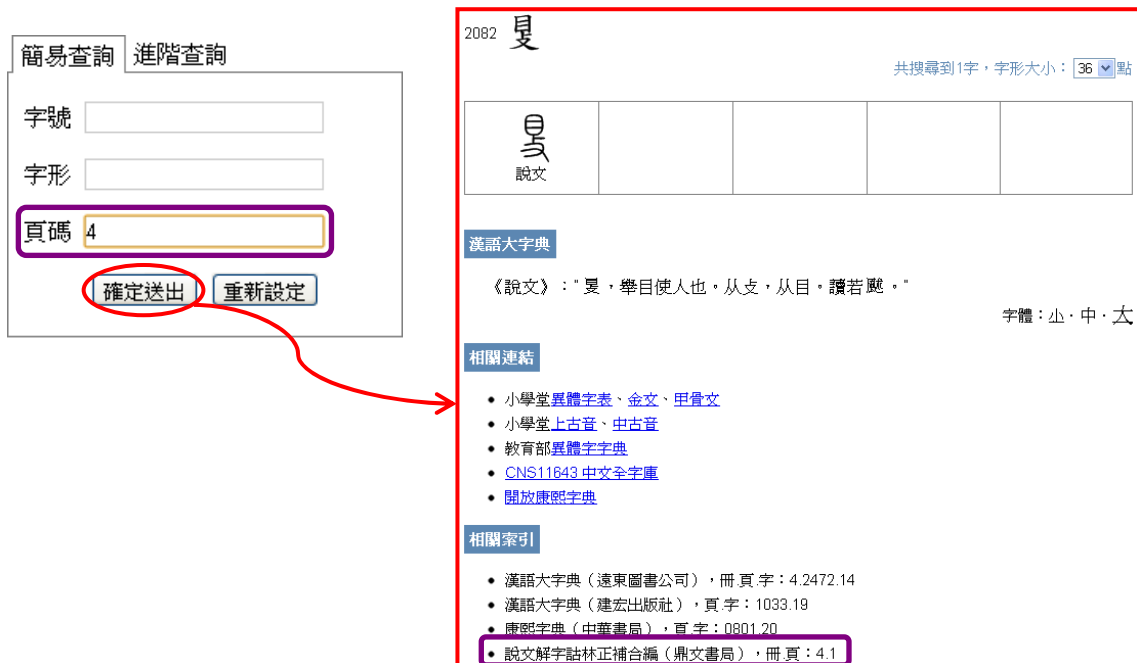 簡易查詢 進階查詢
字號
字形
頁碼 4
確定送出 重新設定
2082 䀏
共搜尋到1字，字形大小： 36 點
說文
漢語大字典
《說文》："䀏，舉目使人也。从攴，从目。讀若䫻。"
字體：小．中．大
相關連結
小學堂異體字表、金文、甲骨文
小學堂上古音、中古音
教育部異體字字典
CNS11643 中文全字庫
開放康熙字典
相關索引
漢語大字典（遠東圖書公司），冊.頁.字：4.2472.14
漢語大字典（建宏出版社），頁.字：1033.19
康熙字典（中華書局），頁.字：0801.20
說文解字詁林正補合編（鼎文書局），冊.頁：4.1